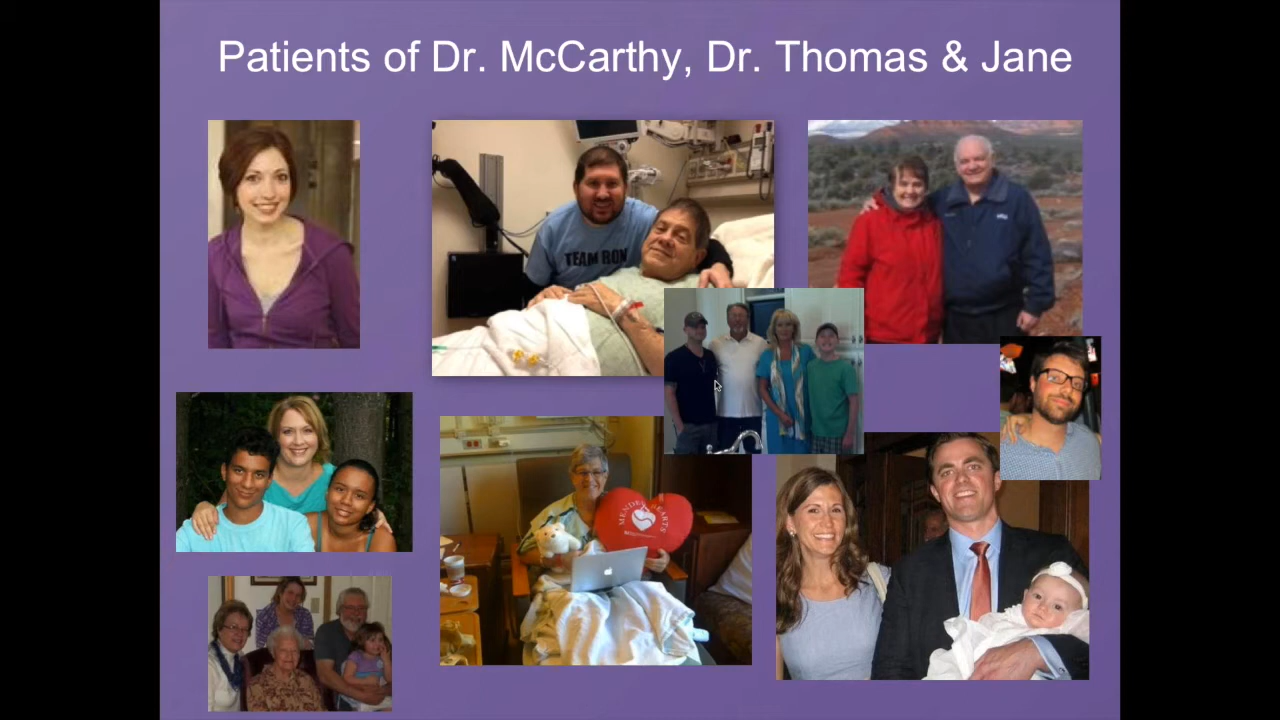 Patients of Dr. McCarthy, Dr. Thomas & Jane
TEAM RON
MENDED HEARTS